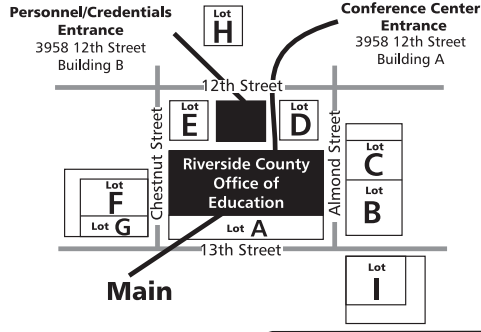 Personnel/Credentials
Entrance
3958 12th Street
Building B
Lot
H
Conference Center
Entrance
3958 12th Street
Building A
12th Street
Lot
E
Lot
D
Chestnut Street
Almond Street
Riverside County
Office of
Education
Lot
C
Lot
F
Lot
B
Lot G
Lot A
13th Street
Main
Lot
I